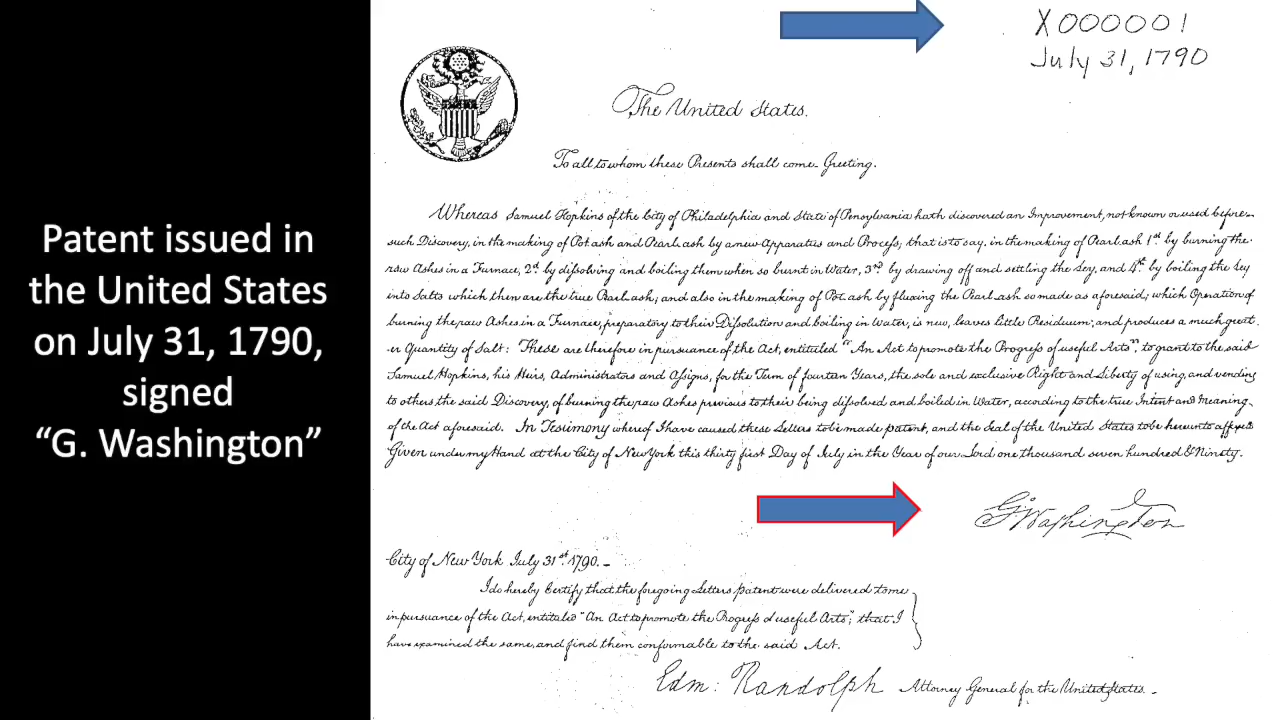 Patent issued in
the United States
on July 31, 1790,
signed
“G. Washington”
X000001
July 31, 1790
The United States.
To all to whom these Presents shall come Greeting.
Whereas Samuel Hopkins of the City of Philadelphia and State of Pensylvania hath discovered an Improvement, not known or used before
such Discovery, in the making of Pot ash and Pearl ash by a new Apparatus and Process; that is to say, in the making of Pearl ash 1st by burning the
raw Ashes in a Furnace, 2d by dissolving and boiling them when so burnt in Water, 3rd by drawing off and settling the Ley, and 4th by boiling the Ley
into Salts which then are the true Pearl ash; and also in the making of Pot ash by fluxing the Pearl ash so made as aforesaid; which Operation of
burning the raw Ashes in a Furnace, preparatory to their Dissolution and boiling in Water, is new, leaves little Residuum; and produces a much great
er Quantity of Salt: These are therefore in pursuance of the Act, entituled "An Act to promote the Progress of useful Arts", to grant to the said
Samuel Hopkins, his Heirs, Administrators and Assigns, for the Term of fourteen Years, the sole and exclusive Right and Liberty of using, and vending
to others the said Discovery, of burning the raw Ashes previous to their being dissolved and boiled in Water, according to the true Intent and Meaning
of the Act aforesaid. In Testimony whereof I have caused these Letters to be made patent, and the Seal of the United States to be hereunto affixed
Given under my Hand at the City of New York this thirty first Day of July in the Year of our Lord one thousand seven hundred & Ninety.
G. Washington
City of New York July 31st 1790.
I do hereby Certify that the foregoing Letters patent were delivered to me
in pursuance of the Act, entituled "An Act to promote the Progress of useful Arts"; that I
have examined the same, and find them conformable to the said Act.
Edm: Randolph Attorney General for the United States.